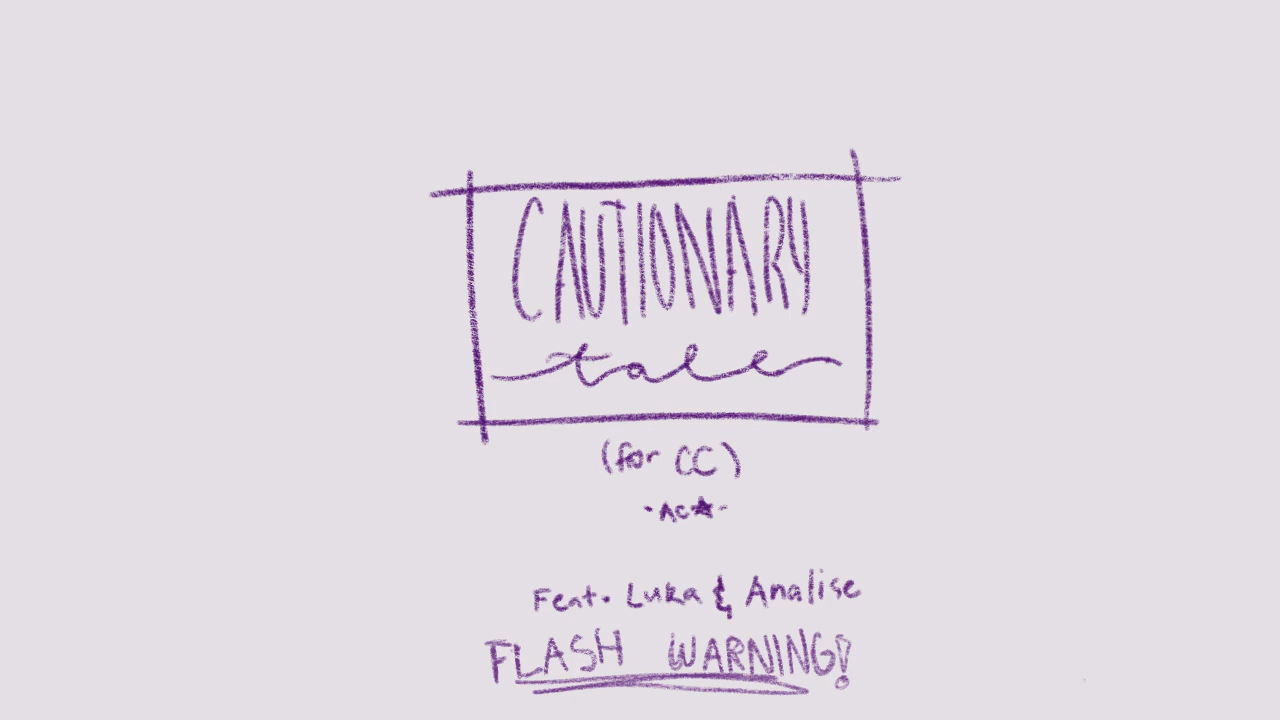 CAUTIONARY
tale
(for CC)
·AC★·
Feat. Luka & Analise
FLASH WARNING!